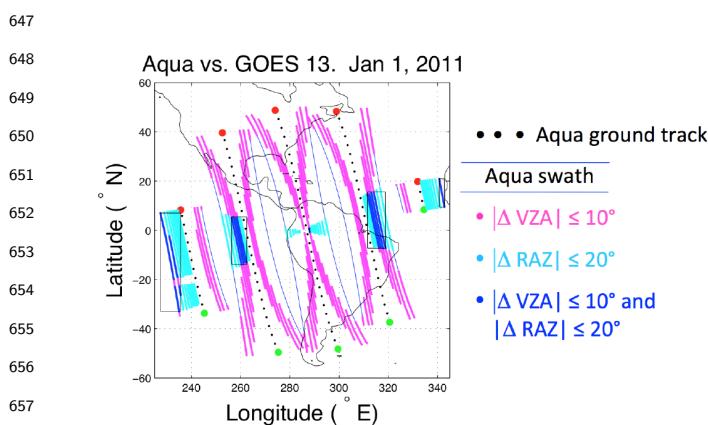 647
648
Aqua vs. GOES 13. Jan 1, 2011
649
650
651
652
653
654
655
656
657
60
40
20
0
−20
−40
−60
Latitude ( ° N)
240
260
280
300
320
340
Longitude ( ° E)
• • • Aqua ground track
Aqua swath
• |Δ VZA| ≤ 10°
• |Δ RAZ| ≤ 20°
• |Δ VZA| ≤ 10° and
|Δ RAZ| ≤ 20°